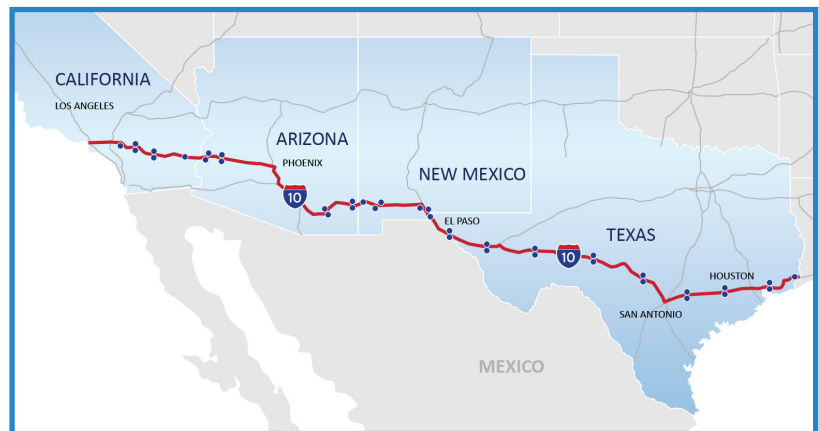 CALIFORNIA
LOS ANGELES
ARIZONA
PHOENIX
NEW MEXICO
10
EL PASO
TEXAS
10
HOUSTON
SAN ANTONIO
MEXICO